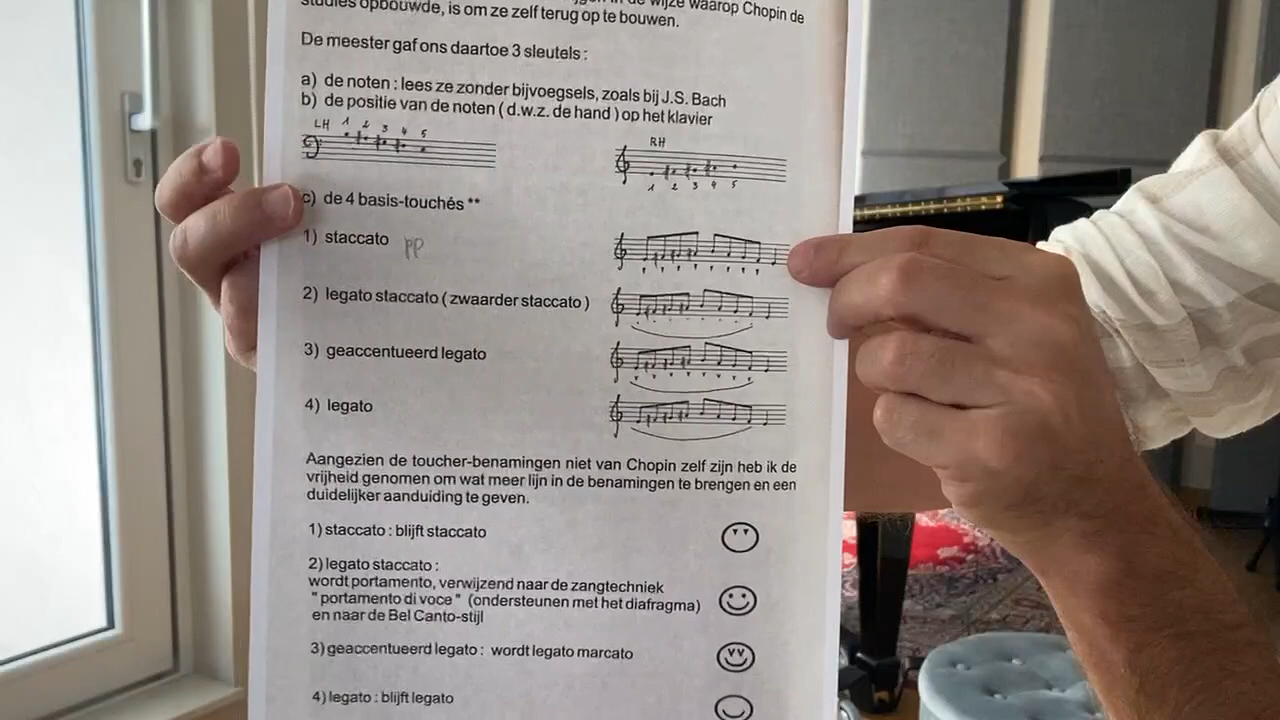 in de wijze waarop Chopin de
studies opbouwde, is om ze zelf terug op te bouwen.
De meester gaf ons daartoe 3 sleutels :
a) de noten : lees ze zonder bijvoegsels, zoals bij J.S. Bach
b) de positie van de noten ( d.w.z. de hand ) op het klavier
LH 1 2 3 4 5
RH
1 2 3 4 5
c) de 4 basis-touchés **
1) staccato pp
2) legato staccato ( zwaarder staccato )
3) geaccentueerd legato
4) legato
Aangezien de toucher-benamingen niet van Chopin zelf zijn heb ik de
vrijheid genomen om wat meer lijn in de benamingen te brengen en een
duidelijker aanduiding te geven.
1) staccato : blijft staccato
2) legato staccato :
wordt portamento, verwijzend naar de zangtechniek
" portamento di voce " (ondersteunen met het diafragma)
en naar de Bel Canto-stijl
3) geaccentueerd legato : wordt legato marcato
4) legato : blijft legato